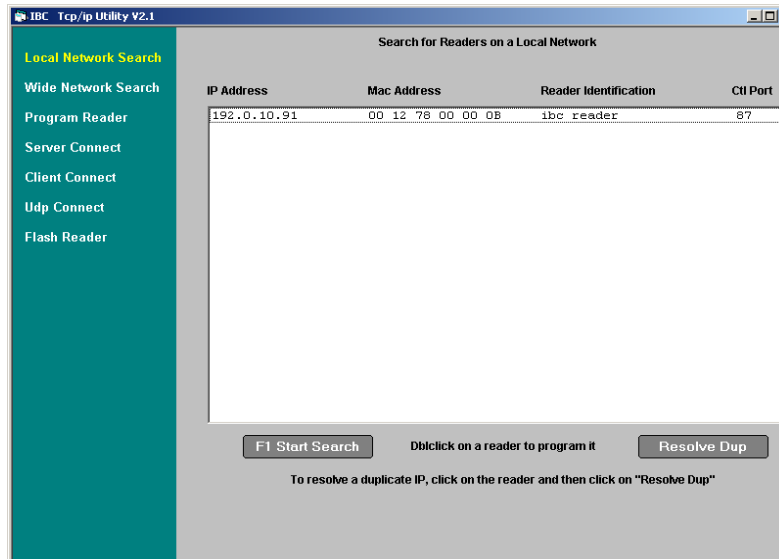 IBC Tcp/ip Utility V2.1
Local Network Search
Wide Network Search
Program Reader
Server Connect
Client Connect
Udp Connect
Flash Reader
Search for Readers on a Local Network
IP Address Mac Address Reader Identification Ctl Port
192.0.10.91 00 12 78 00 00 0B ibc reader 87
F1 Start Search Dblclick on a reader to program it Resolve Dup
To resolve a duplicate IP, click on the reader and then click on "Resolve Dup"